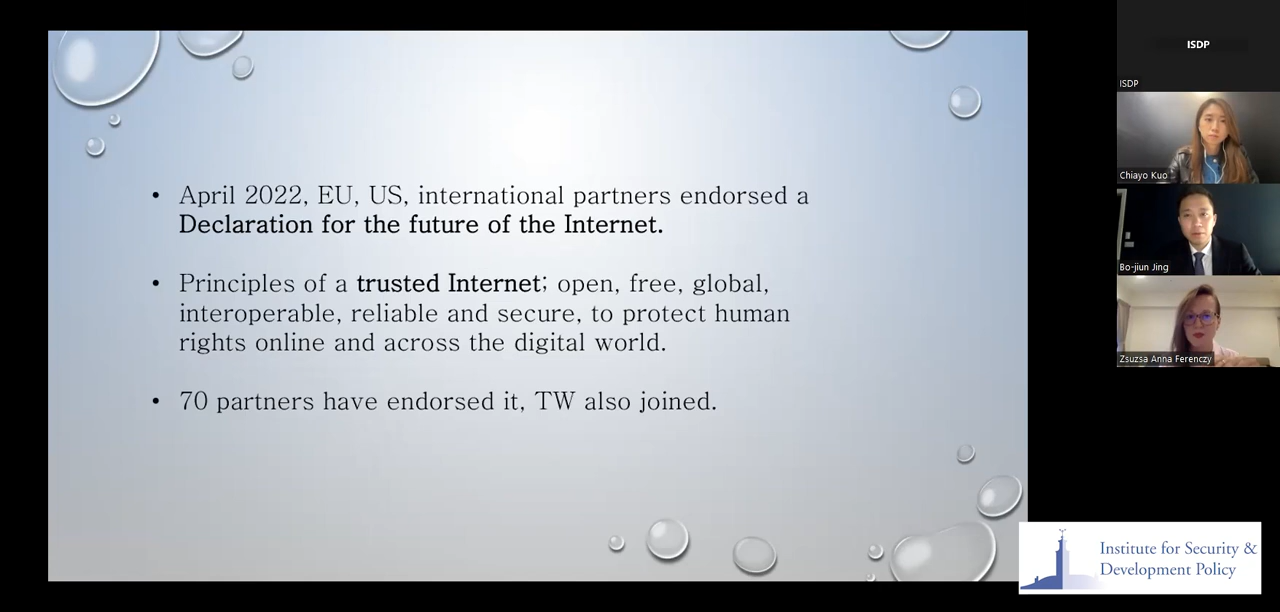 April 2022, EU, US, international partners endorsed a
Declaration for the future of the Internet.
Principles of a trusted Internet; open, free, global,
interoperable, reliable and secure, to protect human
rights online and across the digital world.
70 partners have endorsed it, TW also joined.
ISDP
ISDP
Chiayo Kuo
Bo-jiun Jing
Zsuzsa Anna Ferenczy
Institute for Security &
Development Policy